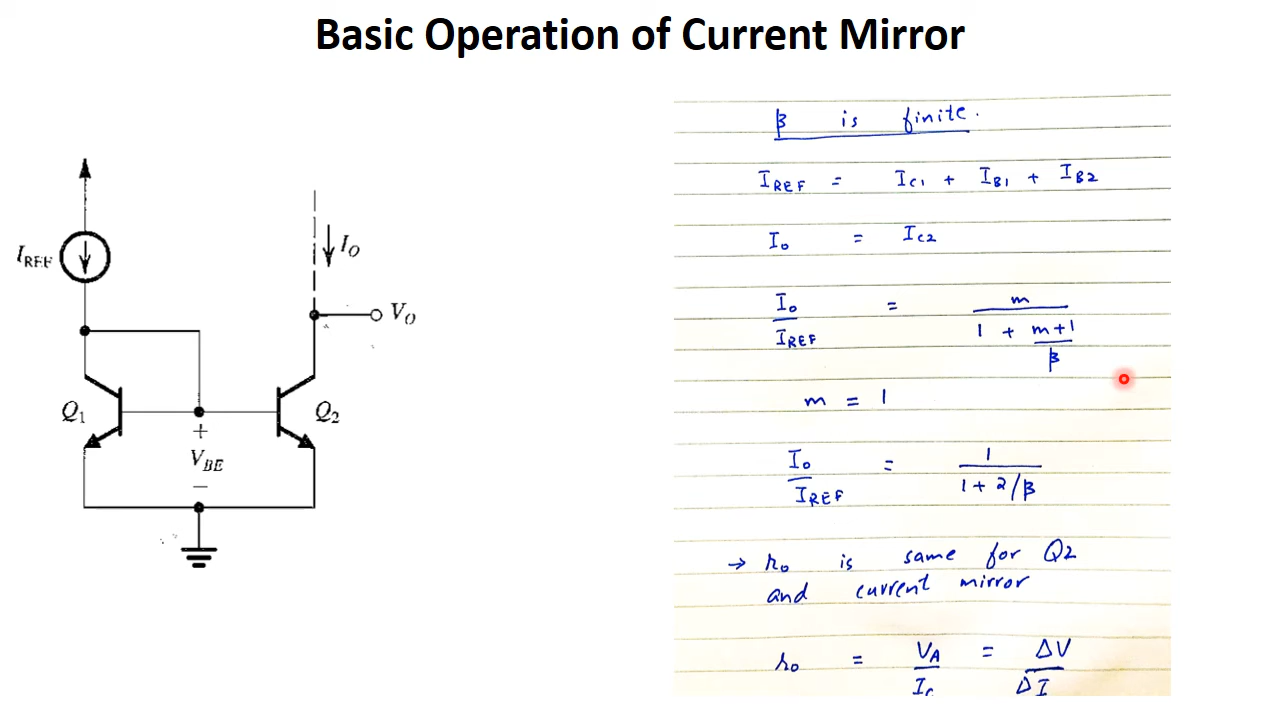 Basic Operation of Current Mirror
I_REF
I_O
V_O
Q_1
Q_2
+
V_BE
−
β is finite.
I_REF = I_C1 + I_B1 + I_B2
I_o = I_C2
I_o / I_REF = m / (1 + (m+1)/β)
m = 1
I_o / I_REF = 1 / (1 + 2/β)
→ r_o is same for Q2
and current mirror
r_o = V_A / I_C = ΔV / ΔI